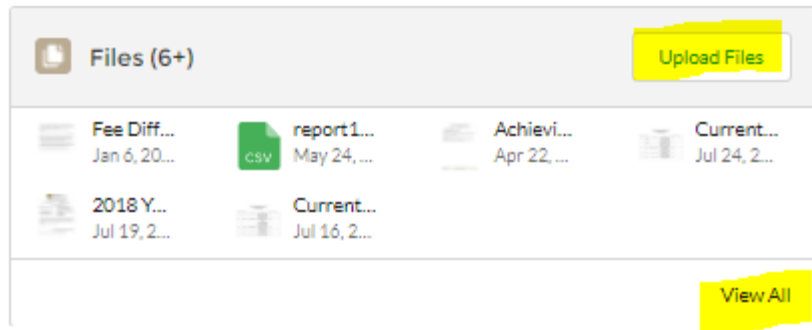 Files (6+)
Upload Files
Fee Diff...
Jan 6, 20...
CSV
report1...
May 24, ...
Achievi...
Apr 22, ...
Current...
Jul 24, 2...
2018 Y...
Jul 19, 2...
Current...
Jul 16, 2...
View All